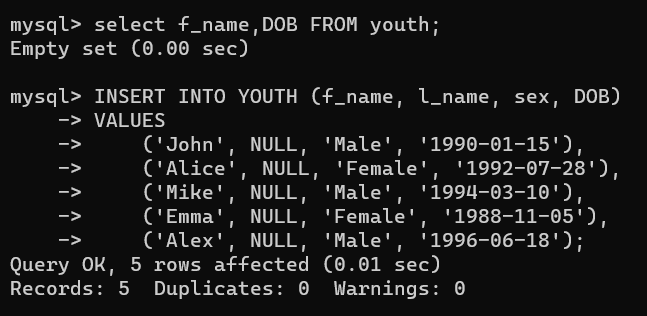 mysql> select f_name,DOB FROM youth;
Empty set (0.00 sec)
mysql> INSERT INTO YOUTH (f_name, l_name, sex, DOB)
    -> VALUES
    ->     ('John', NULL, 'Male', '1990-01-15'),
    ->     ('Alice', NULL, 'Female', '1992-07-28'),
    ->     ('Mike', NULL, 'Male', '1994-03-10'),
    ->     ('Emma', NULL, 'Female', '1988-11-05'),
    ->     ('Alex', NULL, 'Male', '1996-06-18');
Query OK, 5 rows affected (0.01 sec)
Records: 5  Duplicates: 0  Warnings: 0